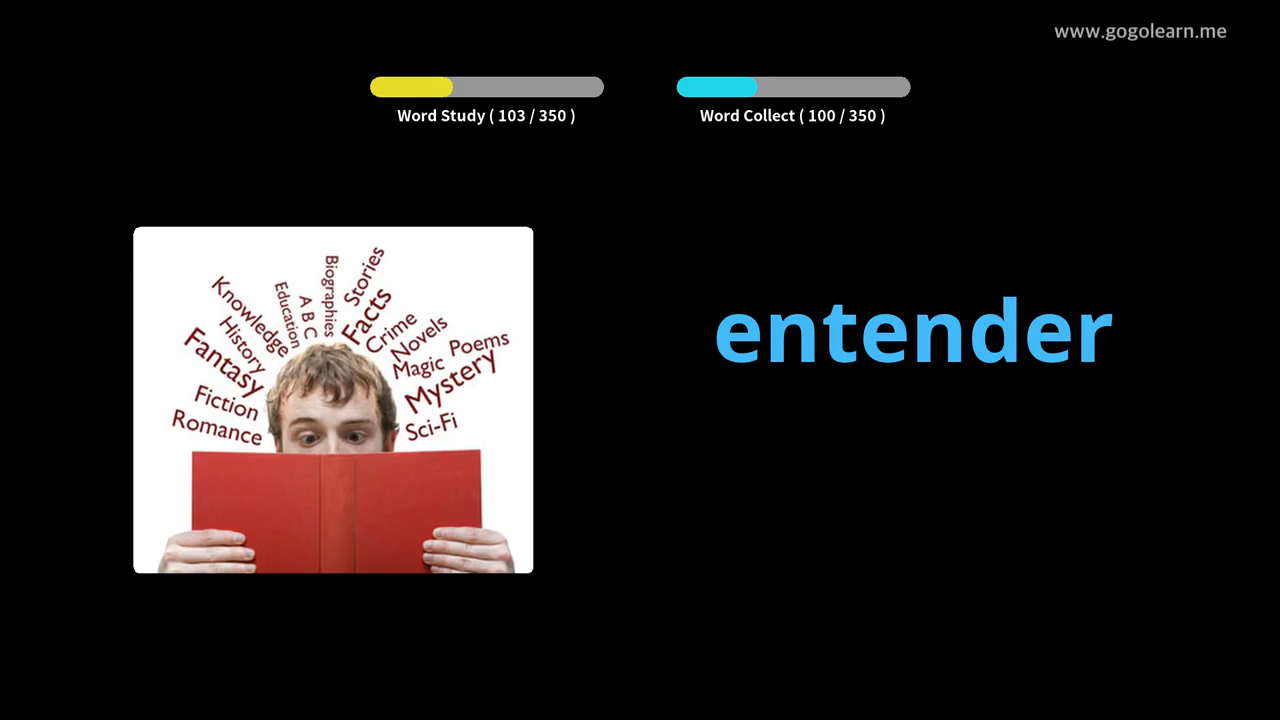 www.gogolearn.me
Word Study ( 103 / 350 )
Word Collect ( 100 / 350 )
Romance
Fiction
Fantasy
History
Knowledge
Education
A B C
Biographies
Stories
Facts
Crime
Novels
Magic
Poems
Mystery
Sci-Fi
entender